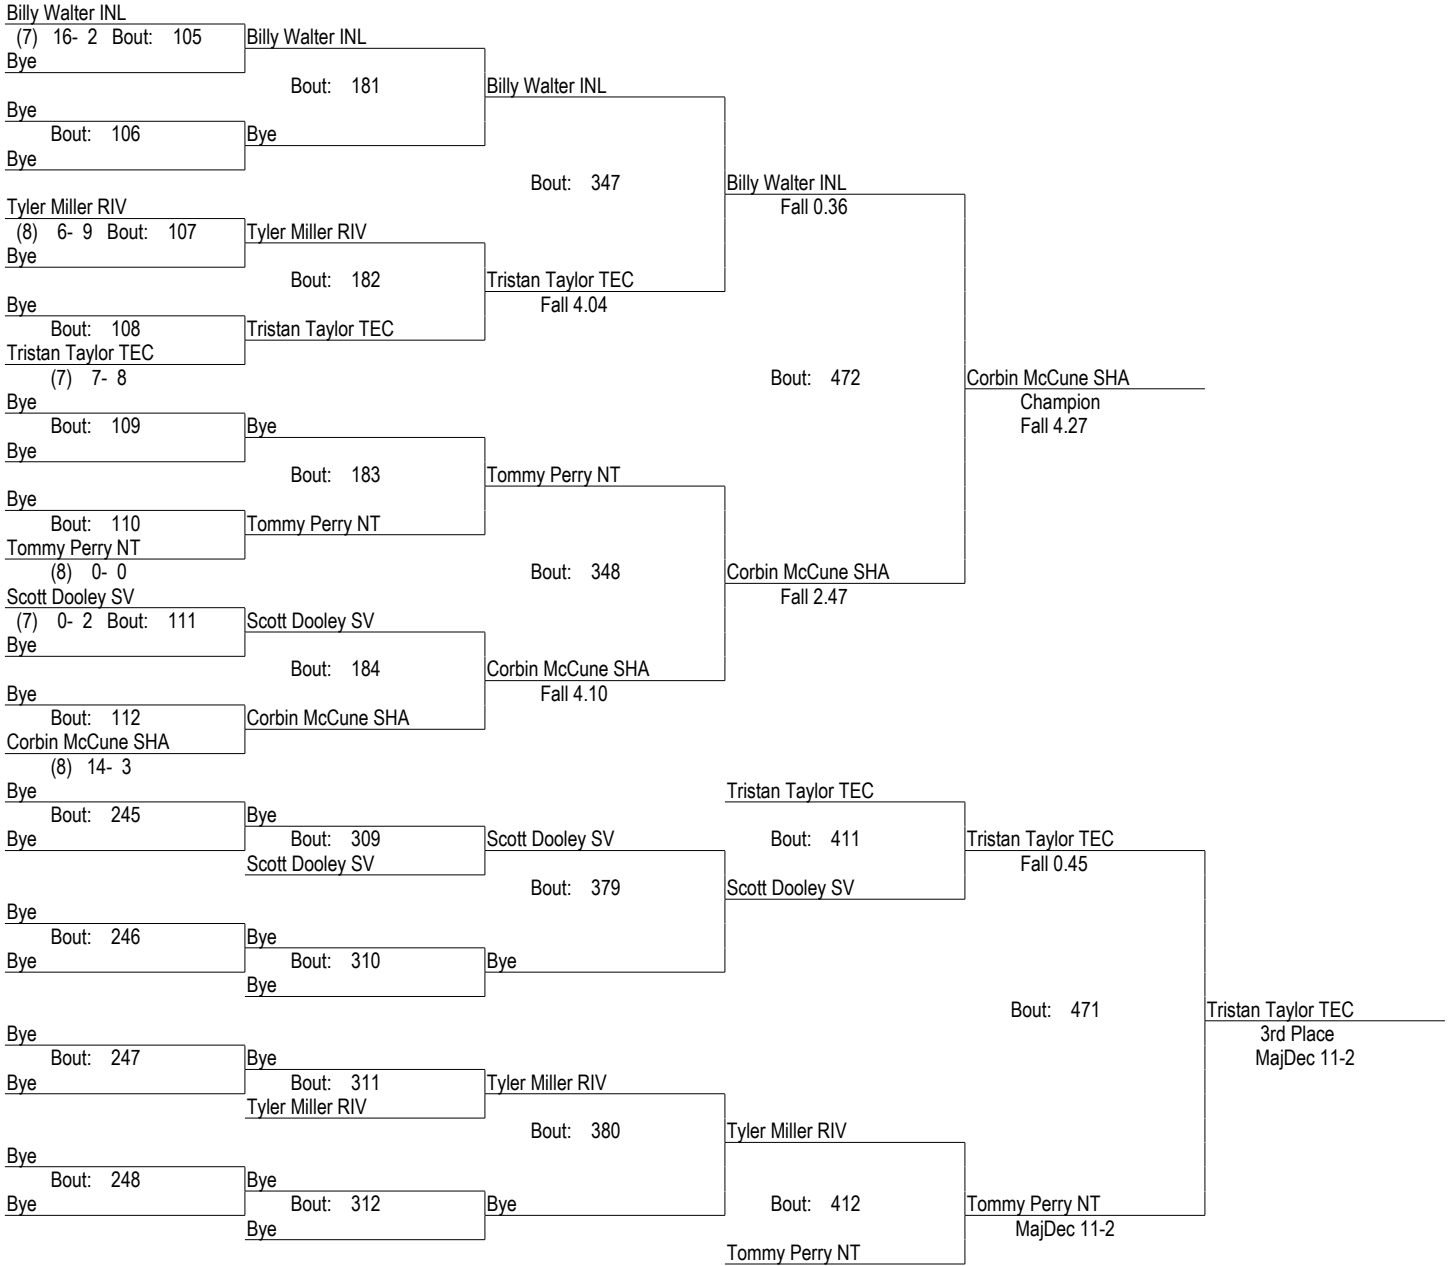 Billy Walter INL
(7) 16- 2 Bout: 105 Billy Walter INL
Bye
Bout: 181 Billy Walter INL
Bye
Bout: 106 Bye
Bye
Bout: 347 Billy Walter INL
Tyler Miller RIV Fall 0.36
(8) 6- 9 Bout: 107 Tyler Miller RIV
Bye
Bout: 182 Tristan Taylor TEC
Bye Fall 4.04
Bout: 108 Tristan Taylor TEC
Tristan Taylor TEC
(7) 7- 8 Bout: 472 Corbin McCune SHA
Bye Champion
Bout: 109 Bye Fall 4.27
Bye
Bout: 183 Tommy Perry NT
Bye
Bout: 110 Tommy Perry NT
Tommy Perry NT
(8) 0- 0 Bout: 348 Corbin McCune SHA
Scott Dooley SV Fall 2.47
(7) 0- 2 Bout: 111 Scott Dooley SV
Bye
Bout: 184 Corbin McCune SHA
Bye Fall 4.10
Bout: 112 Corbin McCune SHA
Corbin McCune SHA
(8) 14- 3
Bye Tristan Taylor TEC
Bout: 245 Bye
Bye Bout: 309 Scott Dooley SV Bout: 411 Tristan Taylor TEC
Scott Dooley SV Fall 0.45
Bout: 379 Scott Dooley SV
Bye
Bout: 246 Bye
Bye Bout: 310 Bye
Bye
Bout: 471 Tristan Taylor TEC
Bye 3rd Place
Bout: 247 Bye MajDec 11-2
Bye Bout: 311 Tyler Miller RIV
Tyler Miller RIV
Bout: 380 Tyler Miller RIV
Bye
Bout: 248 Bye
Bye Bout: 312 Bye Bout: 412 Tommy Perry NT
Bye MajDec 11-2
Tommy Perry NT